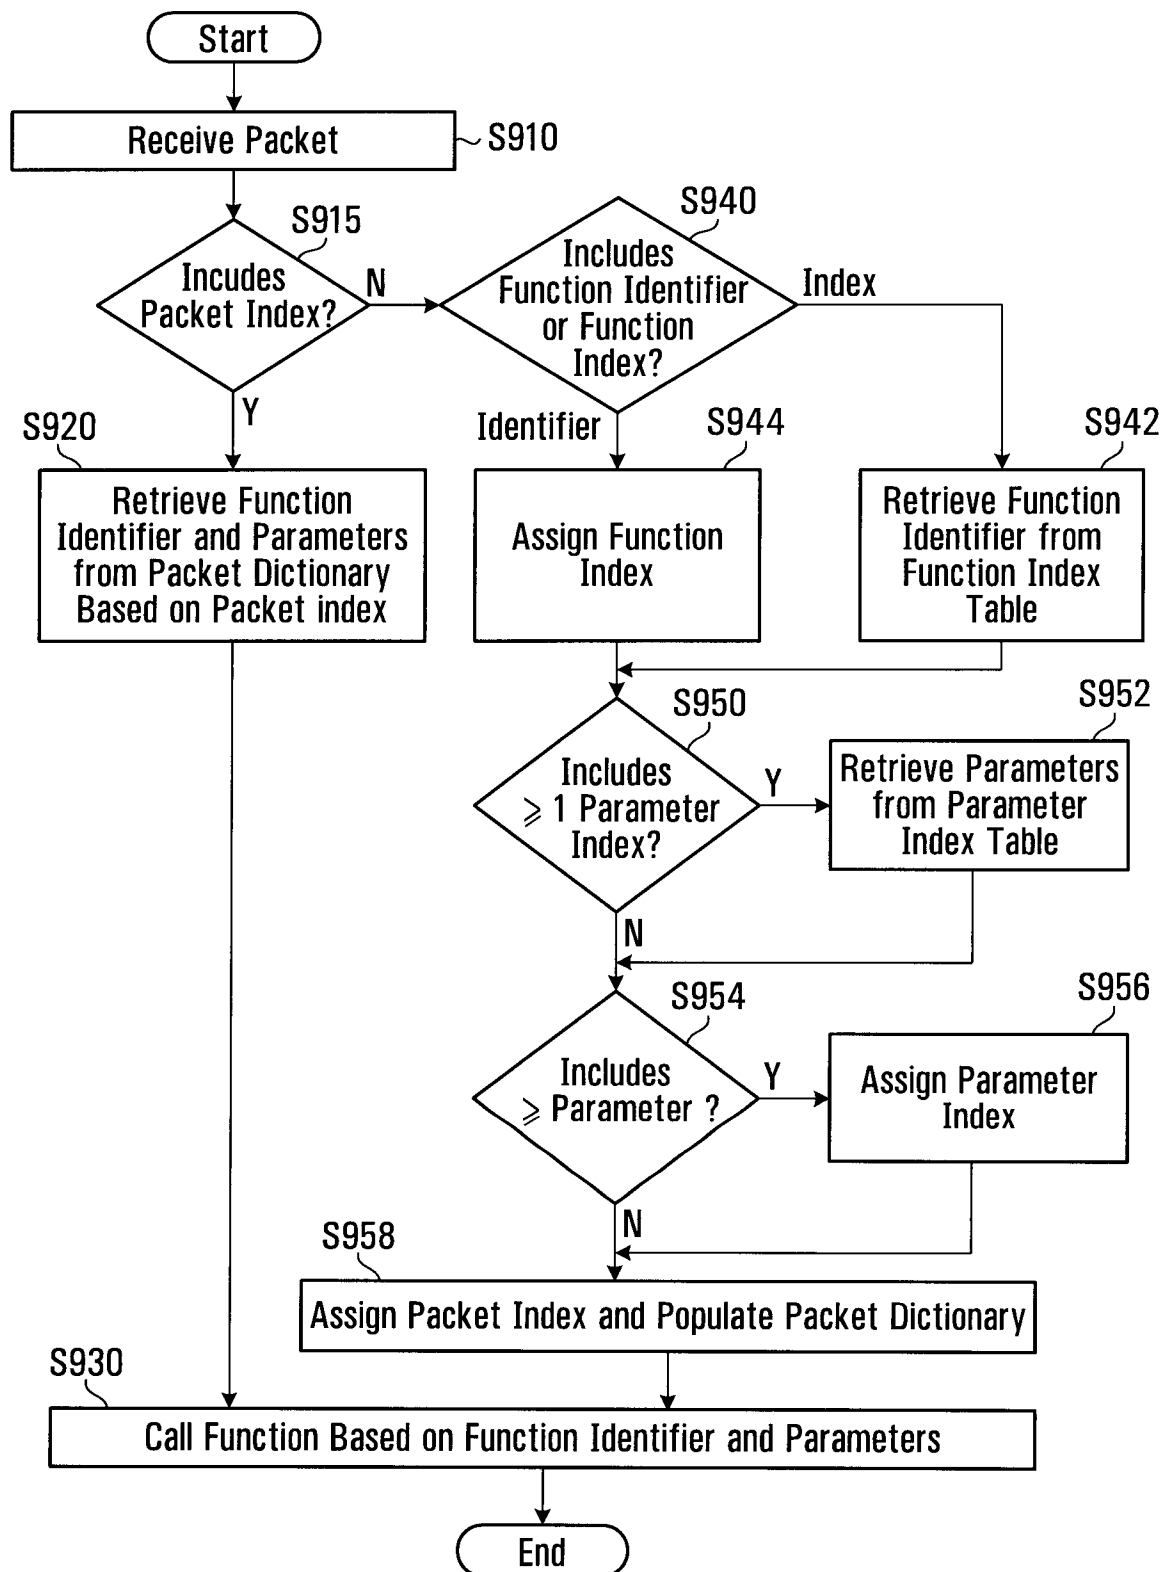 Start
Receive Packet
S910
S915
Incudes
Packet Index?
N
Y
S940
Includes
Function Identifier
or Function
Index?
Index
Identifier
S920
Retrieve Function
Identifier and Parameters
from Packet Dictionary
Based on Packet index
S944
Assign Function
Index
S942
Retrieve Function
Identifier from
Function Index
Table
S950
Includes
⩾ 1 Parameter
Index?
Y
N
S952
Retrieve Parameters
from Parameter
Index Table
S954
Includes
⩾ Parameter ?
Y
N
S956
Assign Parameter
Index
S958
Assign Packet Index and Populate Packet Dictionary
S930
Call Function Based on Function Identifier and Parameters
End